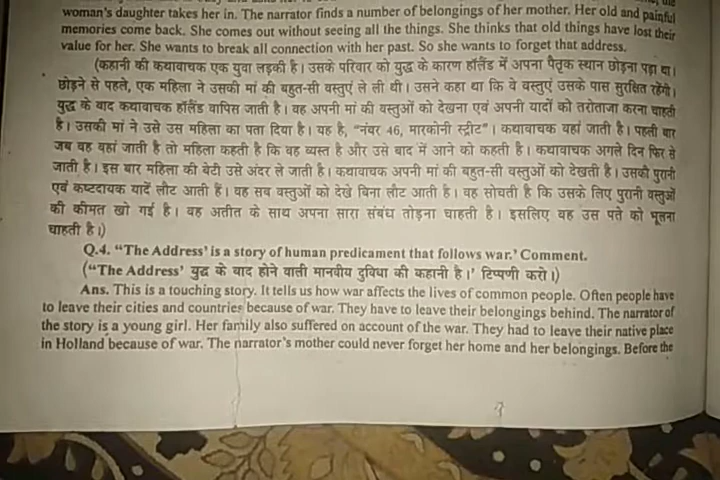 woman's daughter takes her in. The narrator finds a number of belongings of her mother. Her old and painful
memories come back. She comes out without seeing all the things. She thinks that old things have lost their
value for her. She wants to break all connection with her past. So she wants to forget that address.
(कहानी की कथावाचक एक युवा लड़की है। उसके परिवार को युद्ध के कारण हॉलैंड में अपना पैतृक स्थान छोड़ना पड़ा था।
छोड़ने से पहले, एक महिला ने उसकी मां की बहुत-सी वस्तुएं ले ली थी। उसने कहा था कि वे वस्तुएं उसके पास सुरक्षित रहेंगी।
युद्ध के बाद कथावाचक हॉलैंड वापिस जाती है। वह अपनी मां की वस्तुओं को देखना एवं अपनी यादों को तरोताजा करना चाहती
है। उसकी मां ने उसे उस महिला का पता दिया है। यह है, "नंबर 46, मारकोनी स्ट्रीट"। कथावाचक वहां जाती है। पहली बार
जब वह वहां जाती है तो महिला कहती है कि वह व्यस्त है और उसे बाद में आने को कहती है। कथावाचक अगले दिन फिर से
जाती है। इस बार महिला की बेटी उसे अंदर ले जाती है। कथावाचक अपनी मां की बहुत-सी वस्तुओं को देखती है। उसकी पुरानी
एवं कष्टदायक यादें लौट आती हैं। वह सब वस्तुओं को देखे बिना लौट आती है। वह सोचती है कि उसके लिए पुरानी वस्तुओं
की कीमत खो गई है। वह अतीत के साथ अपना सारा संबंध तोड़ना चाहती है। इसलिए वह उस पते को भूलना
चाहती है।)
Q.4. "The Address' is a story of human predicament that follows war.' Comment.
("The Address' युद्ध के बाद होने वाली मानवीय दुविधा की कहानी है।' टिप्पणी करो।)
Ans. This is a touching story. It tells us how war affects the lives of common people. Often people have
to leave their cities and countries because of war. They have to leave their belongings behind. The narrator of
the story is a young girl. Her family also suffered on account of the war. They had to leave their native place
in Holland because of war. The narrator's mother could never forget her home and her belongings. Before the